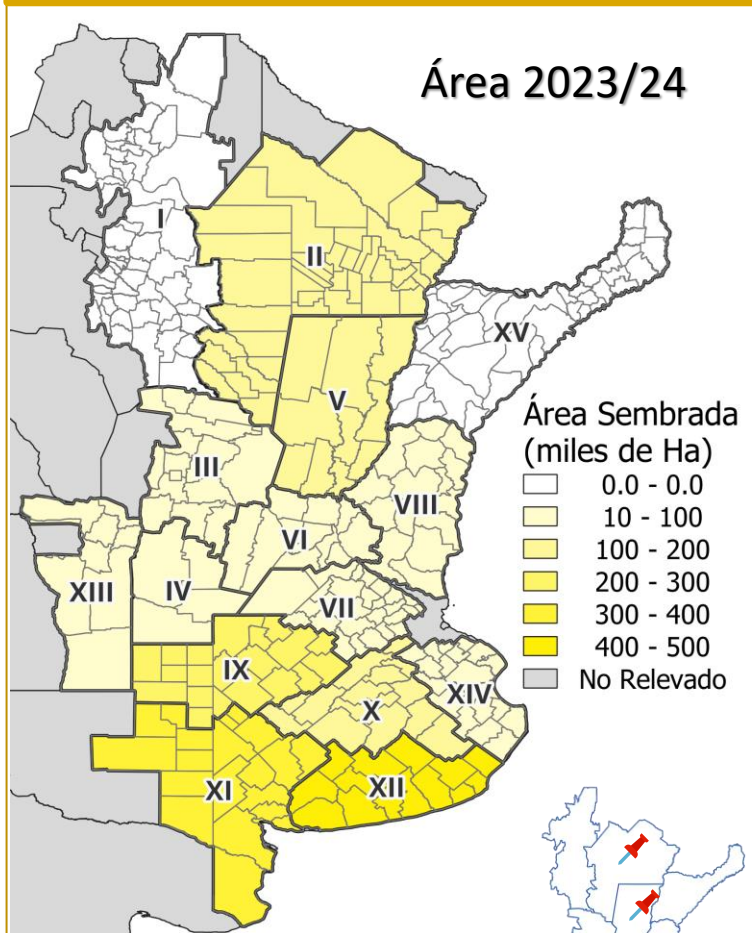 Área 2023/24
I
II
XV
V
III
VIII
VI
XIII
IV
VII
IX
XIV
X
XI
XII
Área Sembrada
(miles de Ha)
0.0 - 0.0
10 - 100
100 - 200
200 - 300
300 - 400
400 - 500
No Relevado